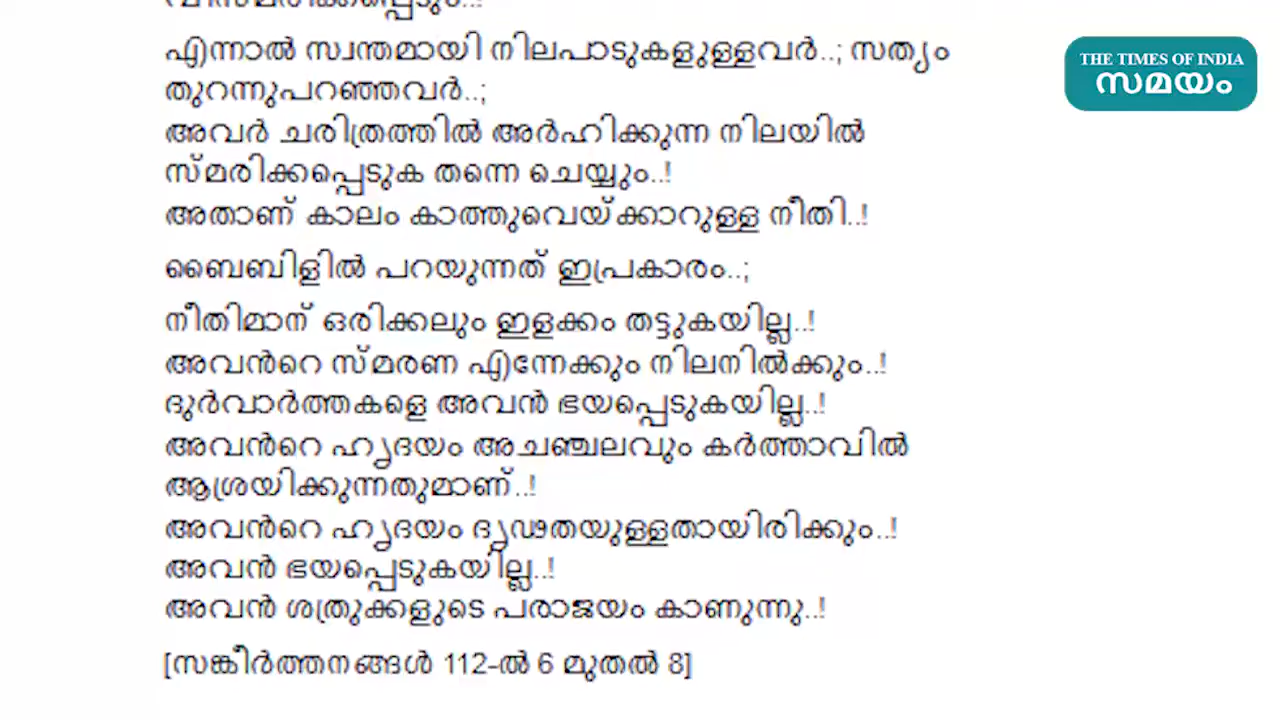 എന്നാൽ സ്വന്തമായി നിലപാടുകളുള്ളവർ..; സത്യം
തുറന്നുപറഞ്ഞവർ..;
അവർ ചരിത്രത്തിൽ അർഹിക്കുന്ന നിലയിൽ
സ്മരിക്കപ്പെടുക തന്നെ ചെയ്യും..!
അതാണ് കാലം കാത്തുവെയ്ക്കാറുള്ള നീതി..!
ബൈബിളിൽ പറയുന്നത് ഇപ്രകാരം..;
നീതിമാന് ഒരിക്കലും ഇളക്കം തട്ടുകയില്ല..!
അവൻറെ സ്മരണ എന്നേക്കും നിലനിൽക്കും..!
ദുർവാർത്തകളെ അവൻ ഭയപ്പെടുകയില്ല..!
അവൻറെ ഹൃദയം അചഞ്ചലവും കർത്താവിൽ
ആശ്രയിക്കുന്നതുമാണ്..!
അവൻറെ ഹൃദയം ദൃഢതയുള്ളതായിരിക്കും..!
അവൻ ഭയപ്പെടുകയില്ല..!
അവൻ ശത്രുക്കളുടെ പരാജയം കാണുന്നു..!
[സങ്കീർത്തനങ്ങൾ 112-ൽ 6 മുതൽ 8]
THE TIMES OF INDIA
സമയം